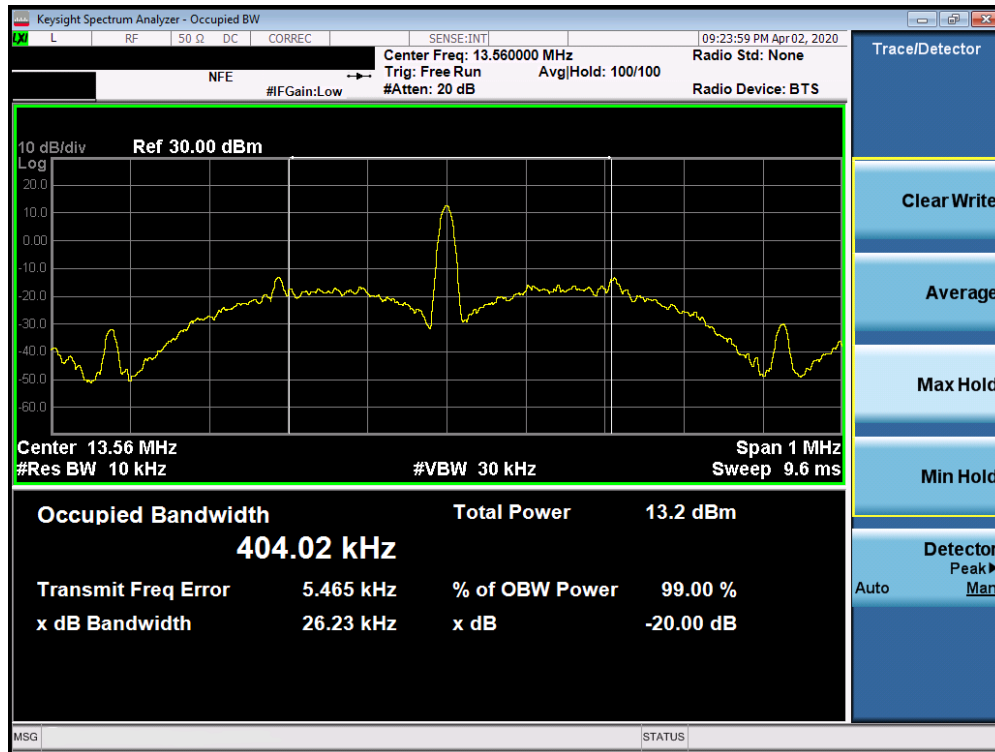 Keysight Spectrum Analyzer - Occupied BW
LXI L RF 50 Ω DC CORREC SENSE:INT 09:23:59 PM Apr 02, 2020
Center Freq: 13.560000 MHz Radio Std: None
NFE Trig: Free Run Avg|Hold: 100/100
#IFGain:Low #Atten: 20 dB Radio Device: BTS
10 dB/div Ref 30.00 dBm
Log
20.0
10.0
0.00
-10.0
-20.0
-30.0
-40.0
-50.0
-60.0
Center 13.56 MHz Span 1 MHz
#Res BW 10 kHz #VBW 30 kHz Sweep 9.6 ms
Occupied Bandwidth Total Power 13.2 dBm
404.02 kHz
Transmit Freq Error 5.465 kHz % of OBW Power 99.00 %
x dB Bandwidth 26.23 kHz x dB -20.00 dB
MSG STATUS
Trace/Detector
Clear Write
Average
Max Hold
Min Hold
Detector
Peak▶
Auto Man